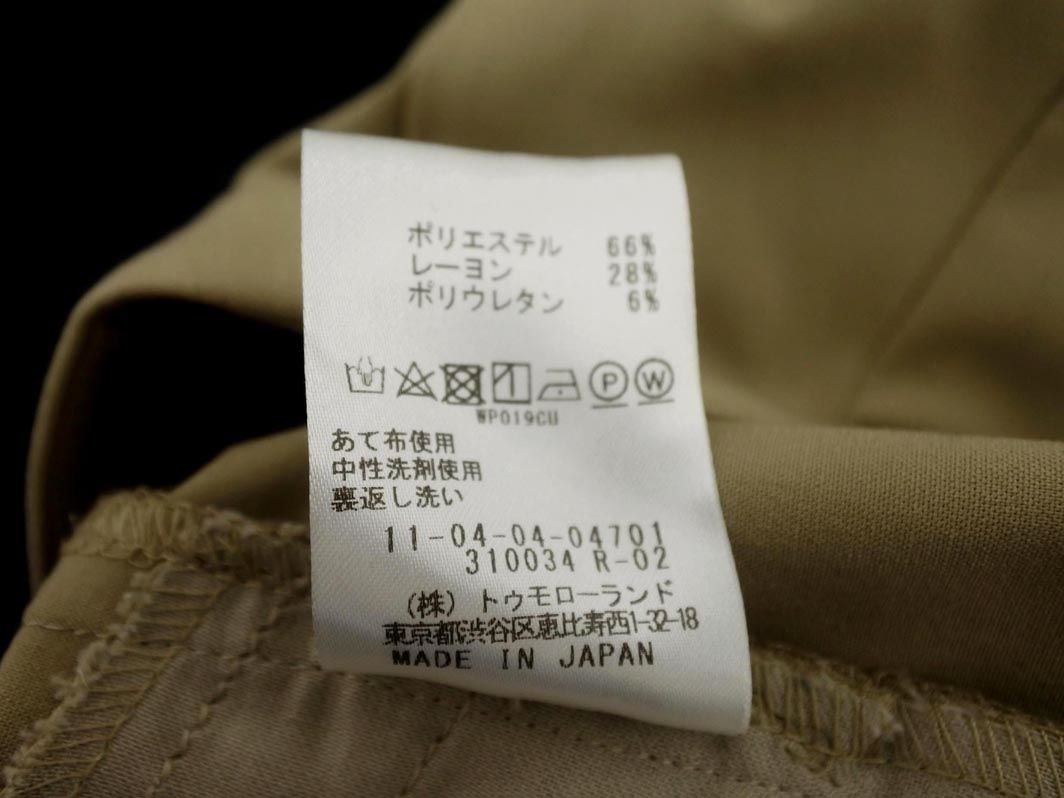 ポリエステル 66%
レーヨン 28%
ポリウレタン 6%
P W
WP019CU
あて布使用
中性洗剤使用
裏返し洗い
11-04-04-04701
310034 R-02
(株) トゥモローランド
東京都渋谷区恵比寿西1-32-18
MADE IN JAPAN